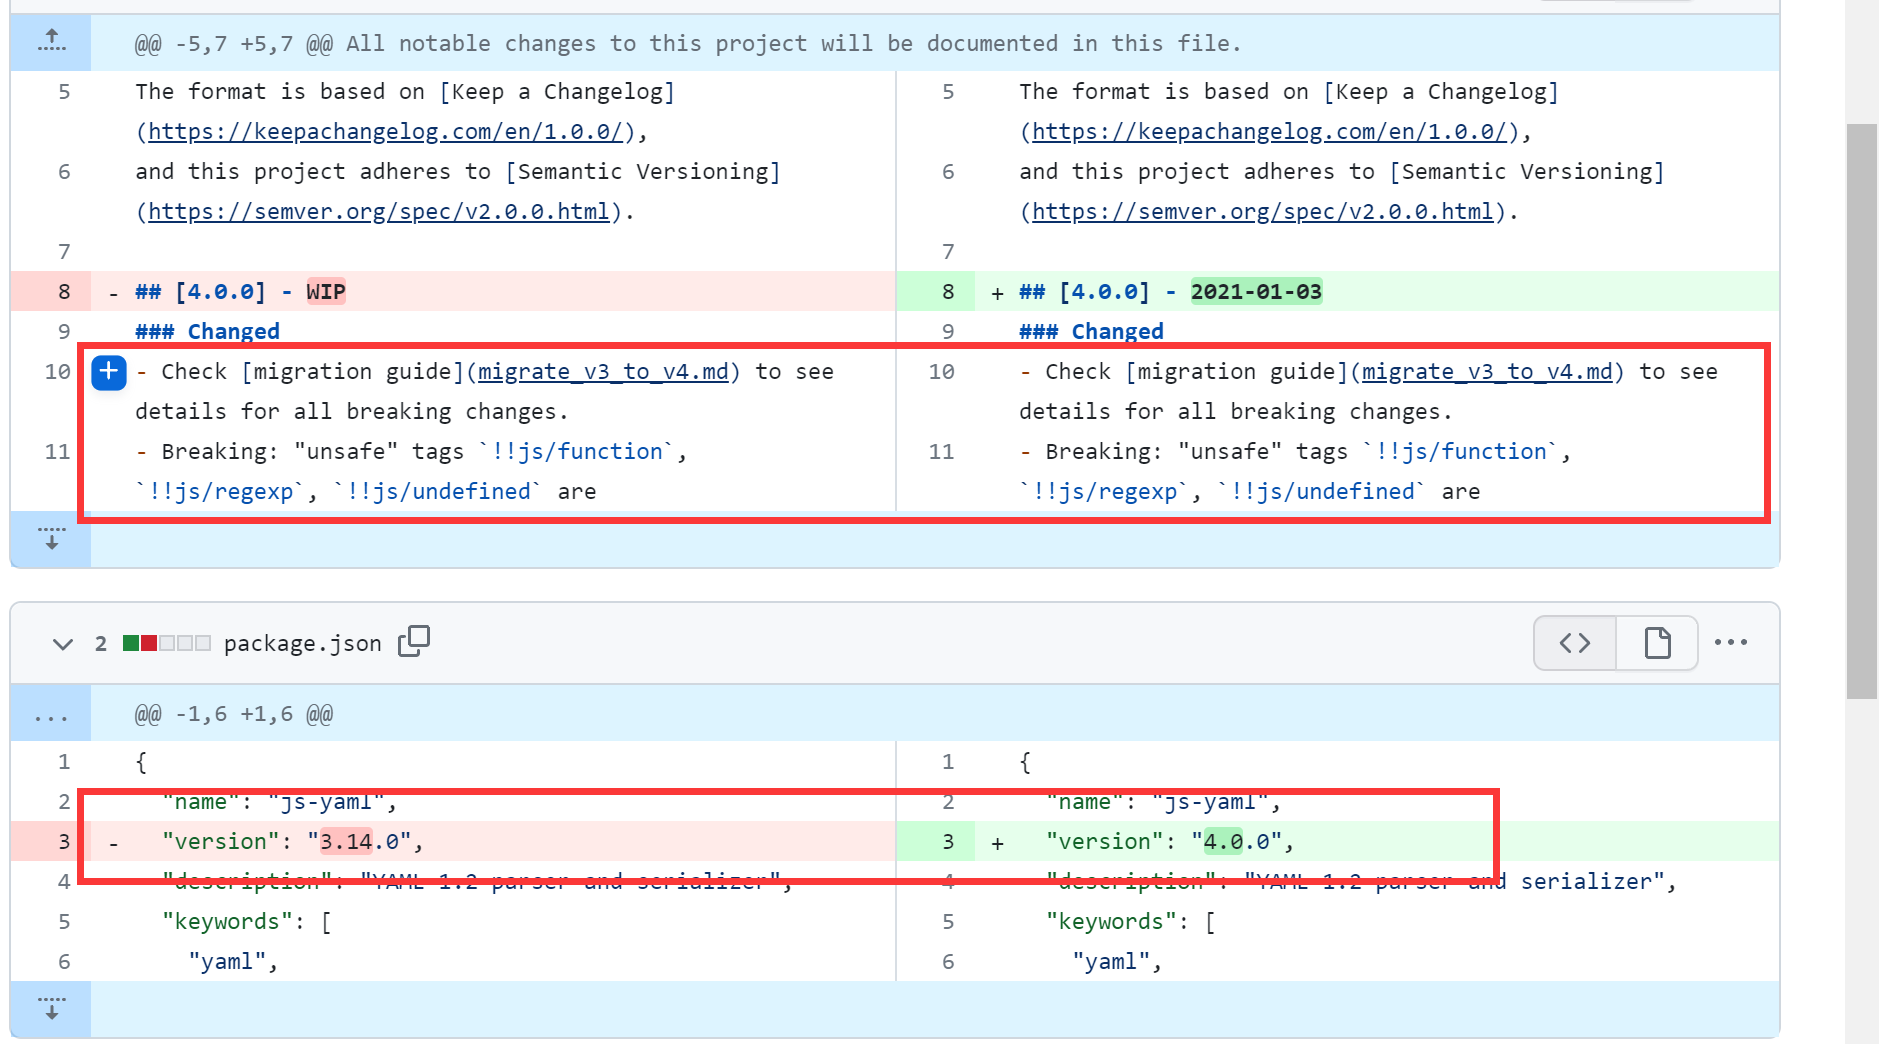 @@ -5,7 +5,7 @@ All notable changes to this project will be documented in this file.
5 The format is based on [Keep a Changelog]
(https://keepachangelog.com/en/1.0.0/),
6 and this project adheres to [Semantic Versioning]
(https://semver.org/spec/v2.0.0.html).
7
8 - ## [4.0.0] - WIP
9 ### Changed
10 - Check [migration guide](migrate_v3_to_v4.md) to see
details for all breaking changes.
11 - Breaking: "unsafe" tags `!!js/function`,
`!!js/regexp`, `!!js/undefined` are
5 The format is based on [Keep a Changelog]
(https://keepachangelog.com/en/1.0.0/),
6 and this project adheres to [Semantic Versioning]
(https://semver.org/spec/v2.0.0.html).
7
8 + ## [4.0.0] - 2021-01-03
9 ### Changed
10 - Check [migration guide](migrate_v3_to_v4.md) to see
details for all breaking changes.
11 - Breaking: "unsafe" tags `!!js/function`,
`!!js/regexp`, `!!js/undefined` are
2 package.json
... @@ -1,6 +1,6 @@
1 {
2 "name": "js-yaml",
3 - "version": "3.14.0",
4 "description": "YAML 1.2 parser and serializer",
5 "keywords": [
6 "yaml",
1 {
2 "name": "js-yaml",
3 + "version": "4.0.0",
4 "description": "YAML 1.2 parser and serializer",
5 "keywords": [
6 "yaml",